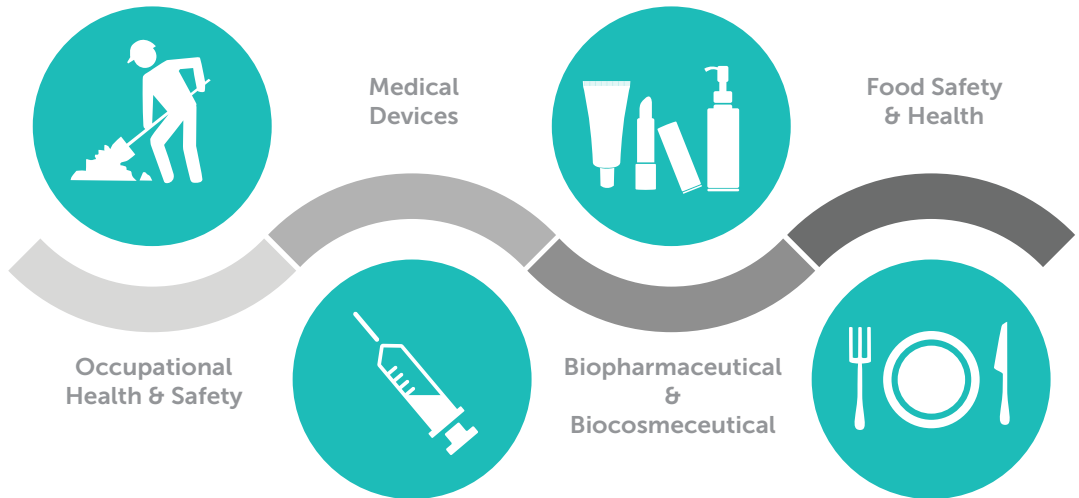 Medical
Devices
Food Safety
& Health
Occupational
Health & Safety
Biopharmaceutical
&
Biocosmeceutical